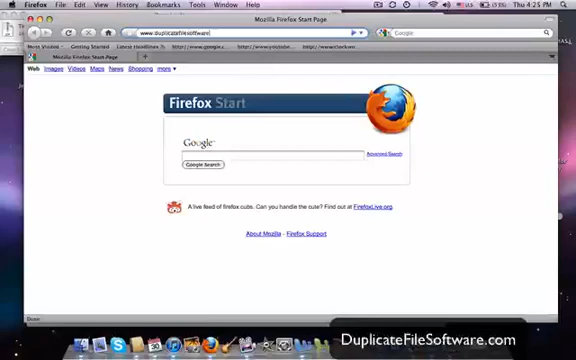 Firefox File Edit View History Bookmarks Tools Window Help
Thu 4:25 PM
Mozilla Firefox Start Page
www.duplicatefilesoftware
Google
Most Visited Getting Started Latest Headlines
Mozilla Firefox Start Page
Web Images Videos Maps News Shopping more
Firefox Start
Google
Advanced Search
Google Search
A live feed of firefox cubs. Can you handle the cute? Find out at FirefoxLive.org.
About Mozilla - Firefox Support
Done
DuplicateFileSoftware.com